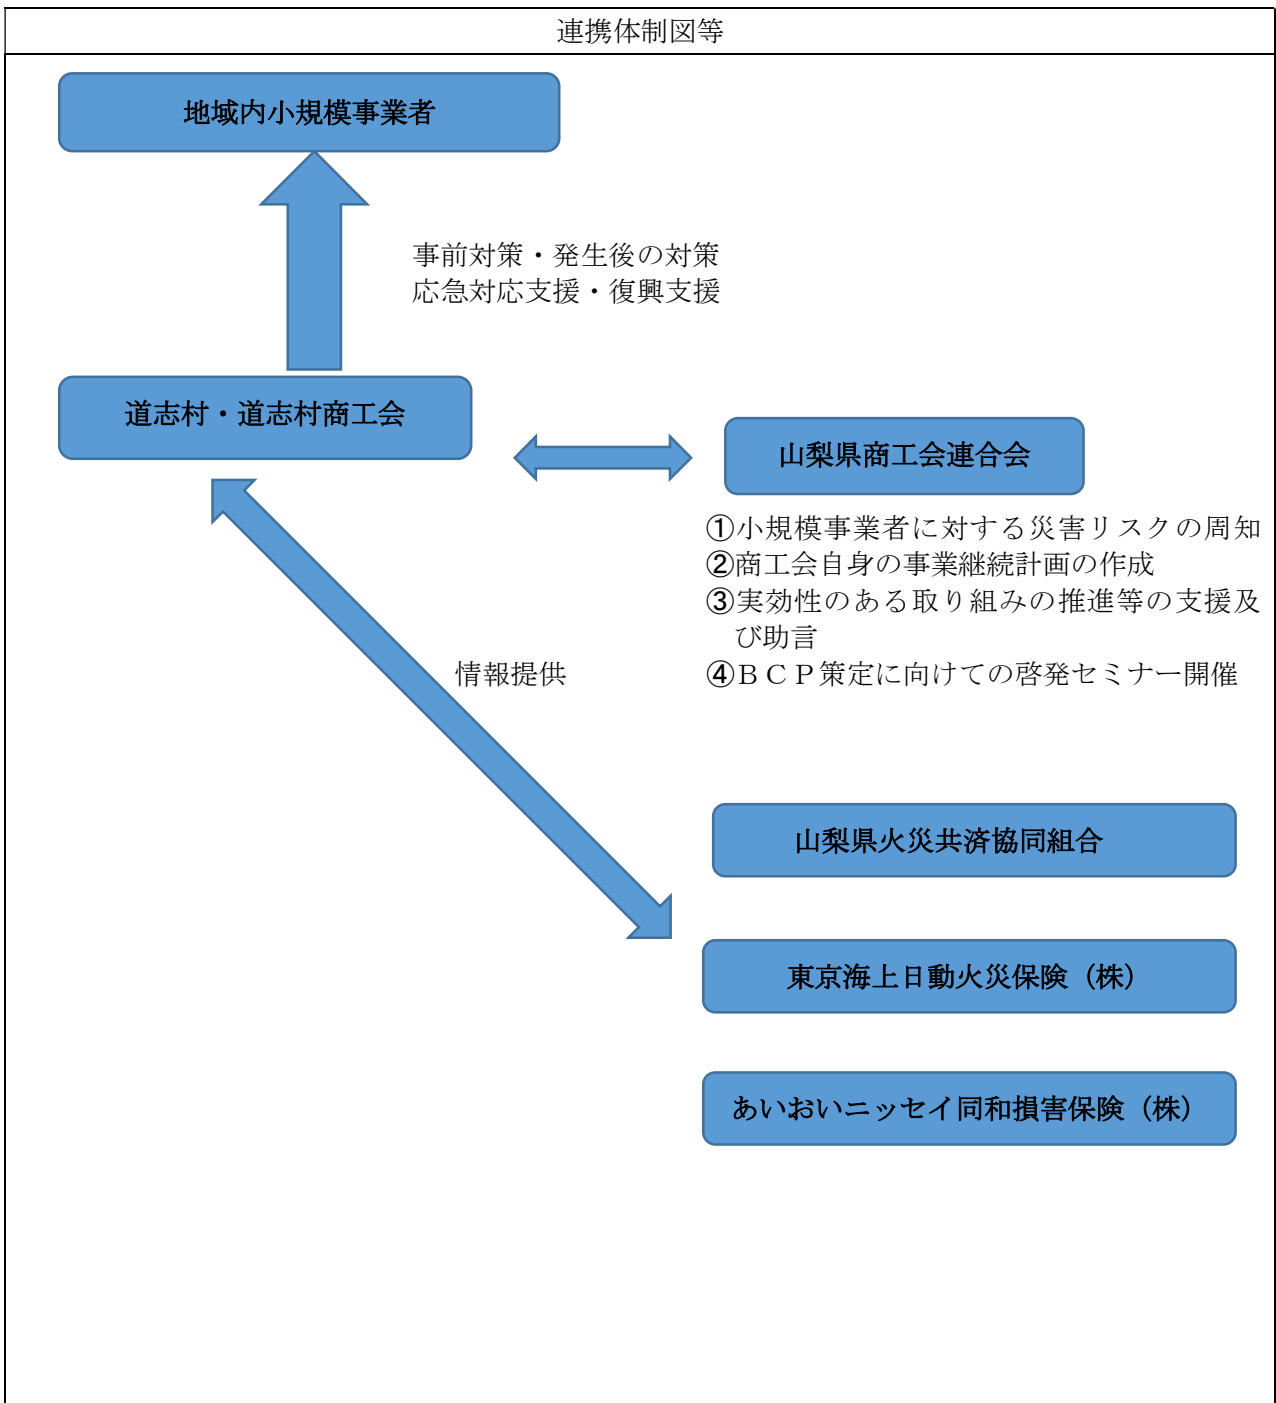 連携体制図等
地域内小規模事業者
事前対策・発生後の対策
応急対応支援・復興支援
道志村・道志村商工会
山梨県商工会連合会
①小規模事業者に対する災害リスクの周知
②商工会自身の事業継続計画の作成
③実効性のある取り組みの推進等の支援及
び助言
④ＢＣＰ策定に向けての啓発セミナー開催
情報提供
山梨県火災共済協同組合
東京海上日動火災保険（株）
あいおいニッセイ同和損害保険（株）